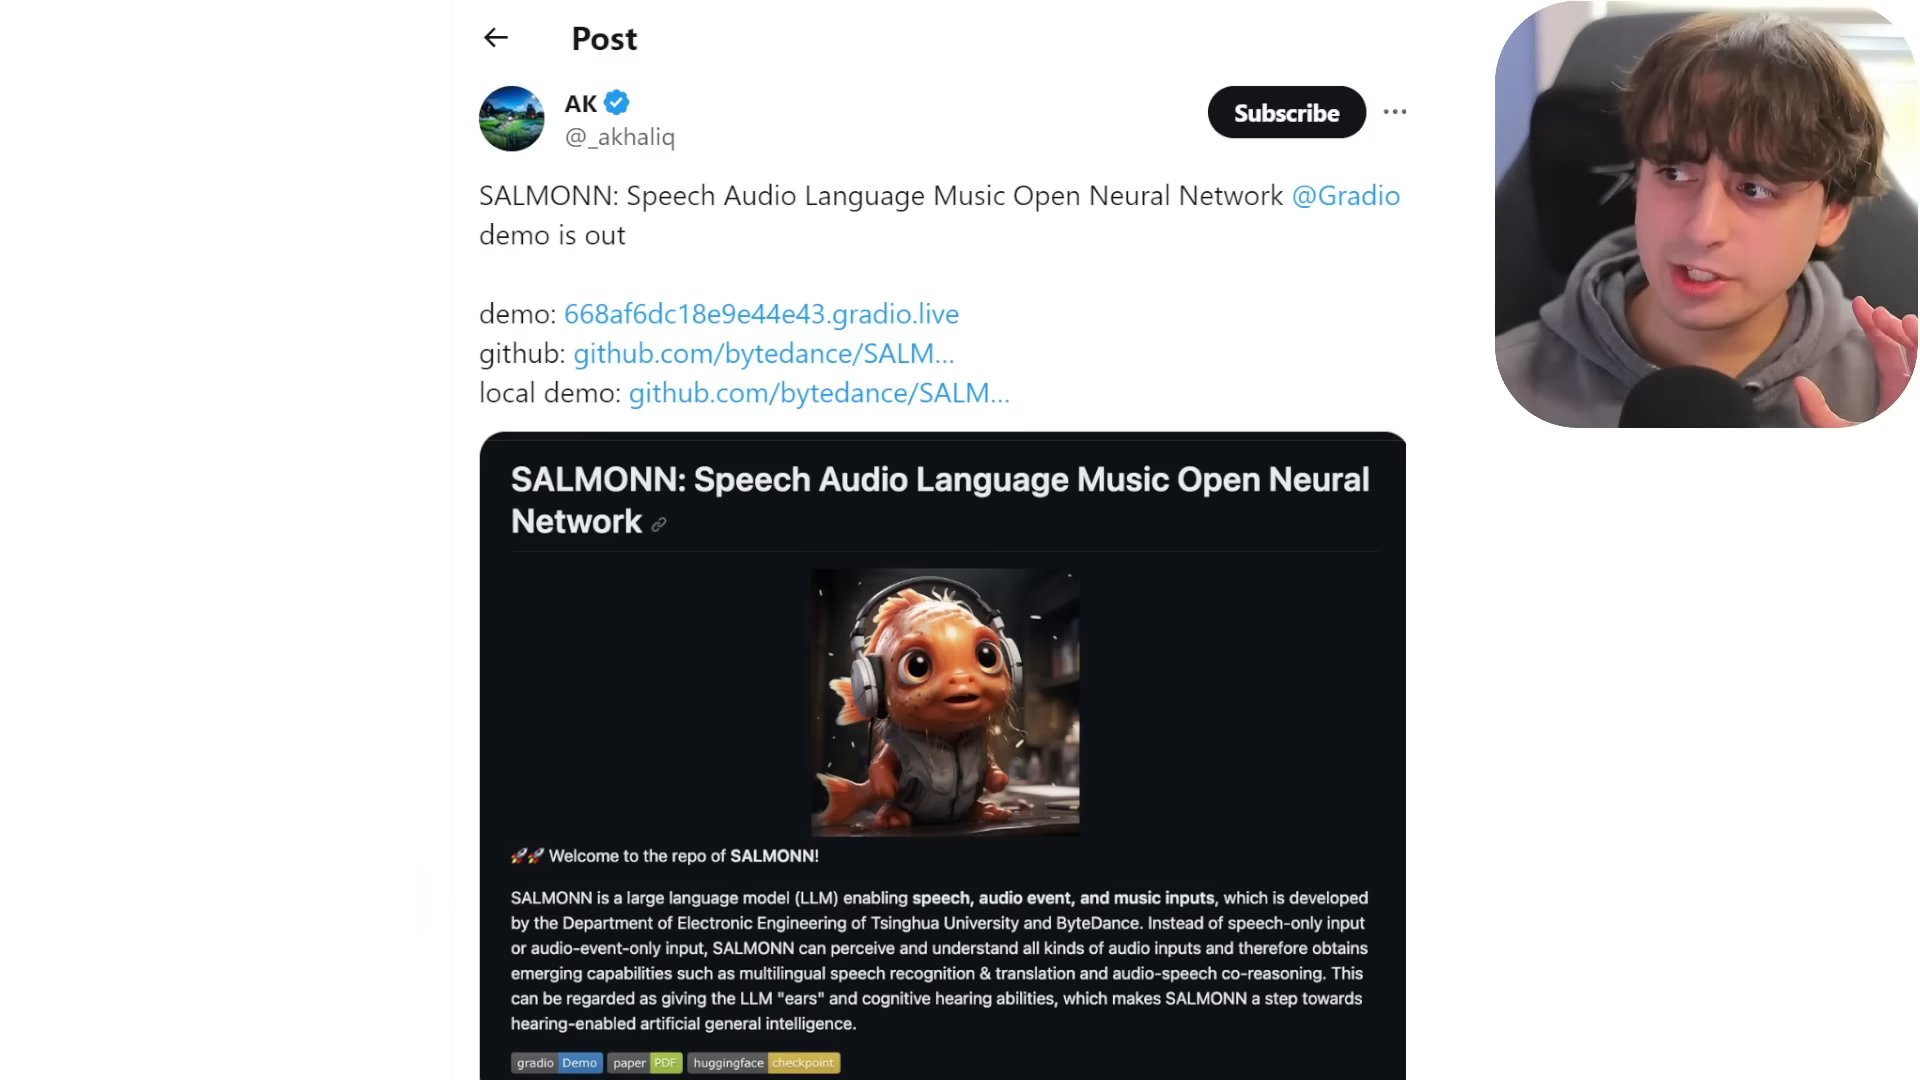 Post
AK
@_akhaliq
Subscribe
SALMONN: Speech Audio Language Music Open Neural Network @Gradio
demo is out
demo: 668af6dc18e9e44e43.gradio.live
github: github.com/bytedance/SALM...
local demo: github.com/bytedance/SALM...
SALMONN: Speech Audio Language Music Open Neural
Network
🚀🚀 Welcome to the repo of SALMONN!
SALMONN is a large language model (LLM) enabling speech, audio event, and music inputs, which is developed
by the Department of Electronic Engineering of Tsinghua University and ByteDance. Instead of speech-only input
or audio-event-only input, SALMONN can perceive and understand all kinds of audio inputs and therefore obtains
emerging capabilities such as multilingual speech recognition & translation and audio-speech co-reasoning. This
can be regarded as giving the LLM "ears" and cognitive hearing abilities, which makes SALMONN a step towards
hearing-enabled artificial general intelligence.
gradio Demo paper PDF huggingface checkpoint